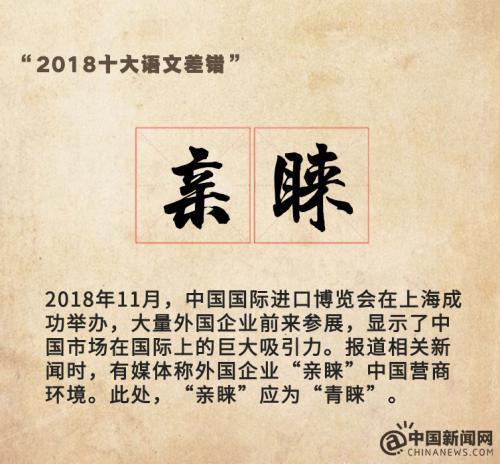 “2018十大语文差错”
亲睐
2018年11月，中国国际进口博览会在上海成
功举办，大量外国企业前来参展，显示了中
国市场在国际上的巨大吸引力。报道相关新
闻时，有媒体称外国企业“亲睐”中国营商
环境。此处，“亲睐”应为“青睐”。
@中国新闻网
CHINANEWS.COM